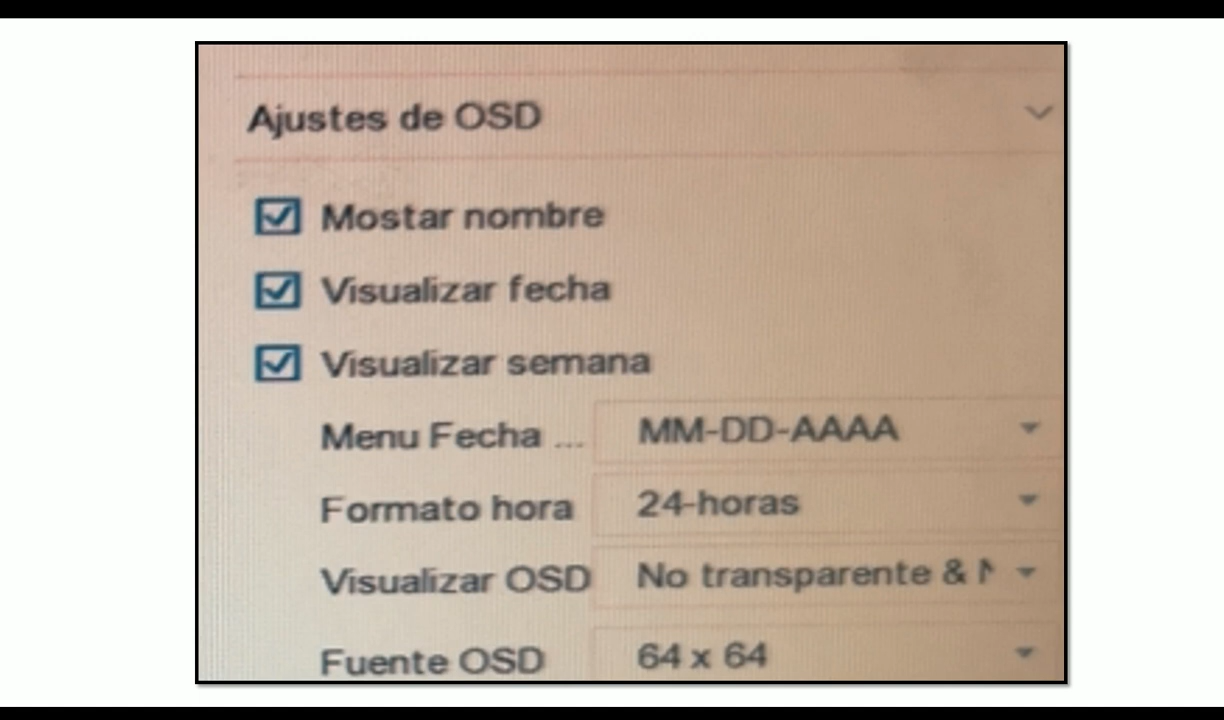 Ajustes de OSD
Mostar nombre
Visualizar fecha
Visualizar semana
Menu Fecha ... MM-DD-AAAA
Formato hora 24-horas
Visualizar OSD No transparente &
Fuente OSD 64 x 64